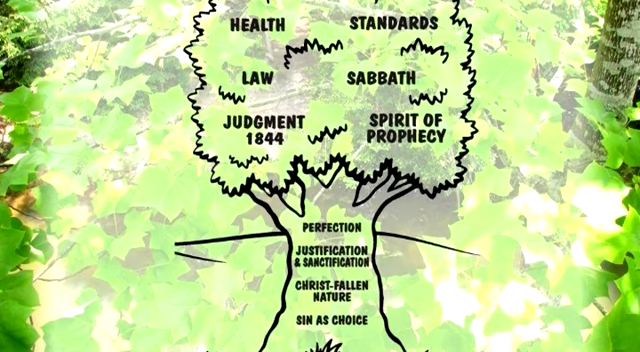 HEALTH STANDARDS
LAW SABBATH
JUDGMENT
1844
SPIRIT OF
PROPHECY
PERFECTION
JUSTIFICATION
& SANCTIFICATION
CHRIST-FALLEN
NATURE
SIN AS CHOICE